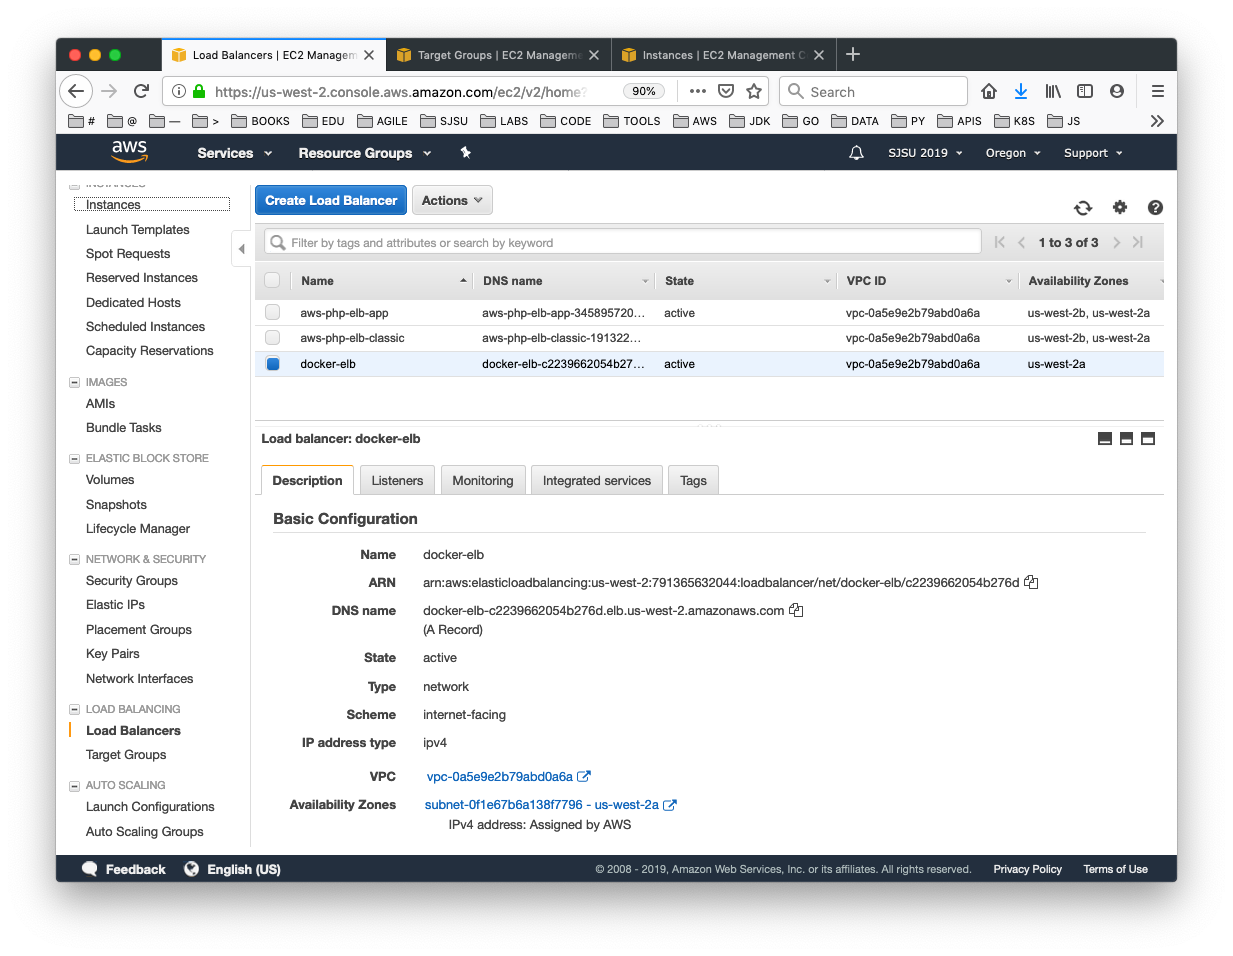 Load Balancers | EC2 Managem
Target Groups | EC2 Manageme
Instances | EC2 Management C
https://us-west-2.console.aws.amazon.com/ec2/v2/home?
90%
Search
# @ — > BOOKS EDU AGILE SJSU LABS CODE TOOLS AWS JDK GO DATA PY APIS K8S JS
aws Services Resource Groups SJSU 2019 Oregon Support
INSTANCES
Instances
Launch Templates
Spot Requests
Reserved Instances
Dedicated Hosts
Scheduled Instances
Capacity Reservations
IMAGES
AMIs
Bundle Tasks
ELASTIC BLOCK STORE
Volumes
Snapshots
Lifecycle Manager
NETWORK & SECURITY
Security Groups
Elastic IPs
Placement Groups
Key Pairs
Network Interfaces
LOAD BALANCING
Load Balancers
Target Groups
AUTO SCALING
Launch Configurations
Auto Scaling Groups
Create Load Balancer Actions
Filter by tags and attributes or search by keyword
1 to 3 of 3
Name DNS name State VPC ID Availability Zones
aws-php-elb-app aws-php-elb-app-345895720... active vpc-0a5e9e2b79abd0a6a us-west-2b, us-west-2a
aws-php-elb-classic aws-php-elb-classic-191322... vpc-0a5e9e2b79abd0a6a us-west-2b, us-west-2a
docker-elb docker-elb-c2239662054b27... active vpc-0a5e9e2b79abd0a6a us-west-2a
Load balancer: docker-elb
Description Listeners Monitoring Integrated services Tags
Basic Configuration
Name docker-elb
ARN arn:aws:elasticloadbalancing:us-west-2:791365632044:loadbalancer/net/docker-elb/c2239662054b276d
DNS name docker-elb-c2239662054b276d.elb.us-west-2.amazonaws.com
(A Record)
State active
Type network
Scheme internet-facing
IP address type ipv4
VPC vpc-0a5e9e2b79abd0a6a
Availability Zones subnet-0f1e67b6a138f7796 - us-west-2a
IPv4 address: Assigned by AWS
Feedback English (US) © 2008 - 2019, Amazon Web Services, Inc. or its affiliates. All rights reserved. Privacy Policy Terms of Use